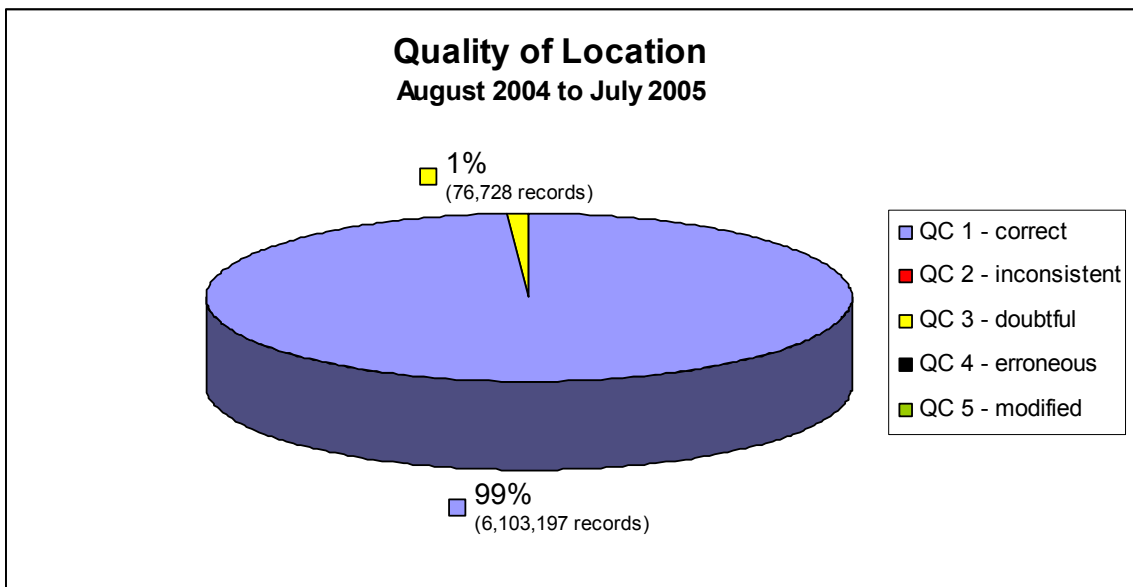 Quality of Location
August 2004 to July 2005
1%
(76,728 records)
QC 1 - correct
QC 2 - inconsistent
QC 3 - doubtful
QC 4 - erroneous
QC 5 - modified
99%
(6,103,197 records)